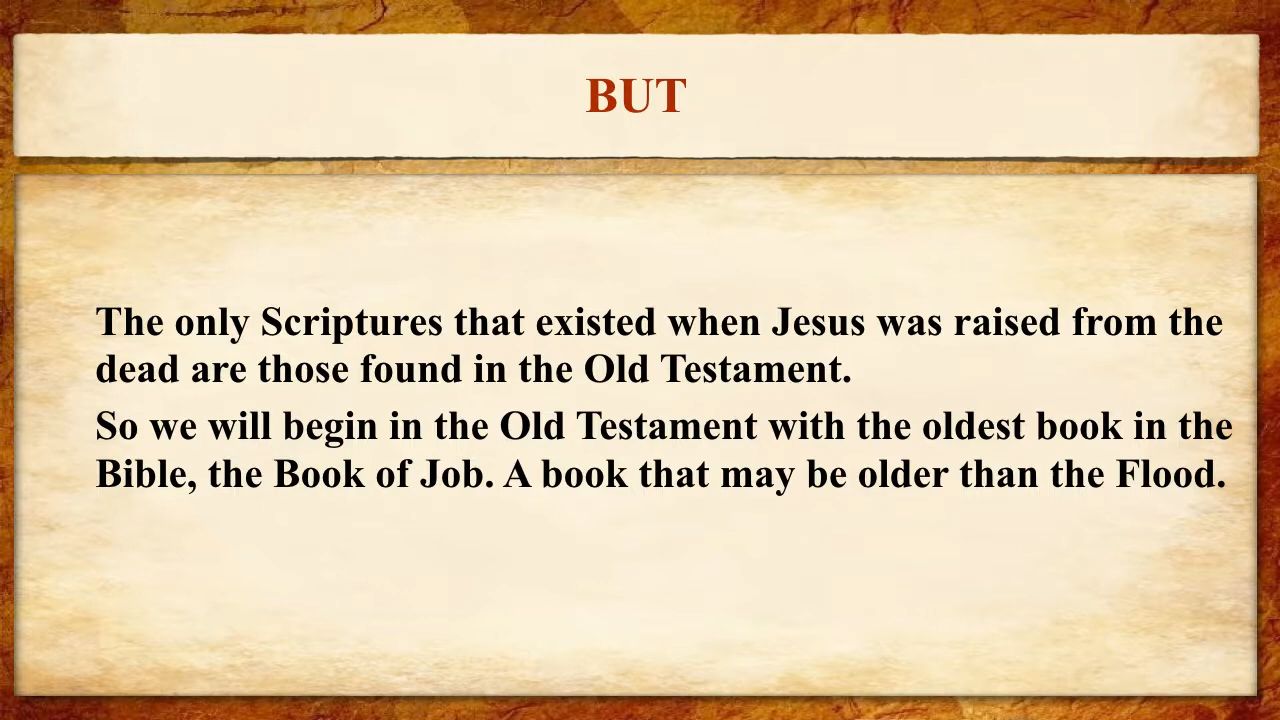 BUT
The only Scriptures that existed when Jesus was raised from the
dead are those found in the Old Testament.
So we will begin in the Old Testament with the oldest book in the
Bible, the Book of Job. A book that may be older than the Flood.